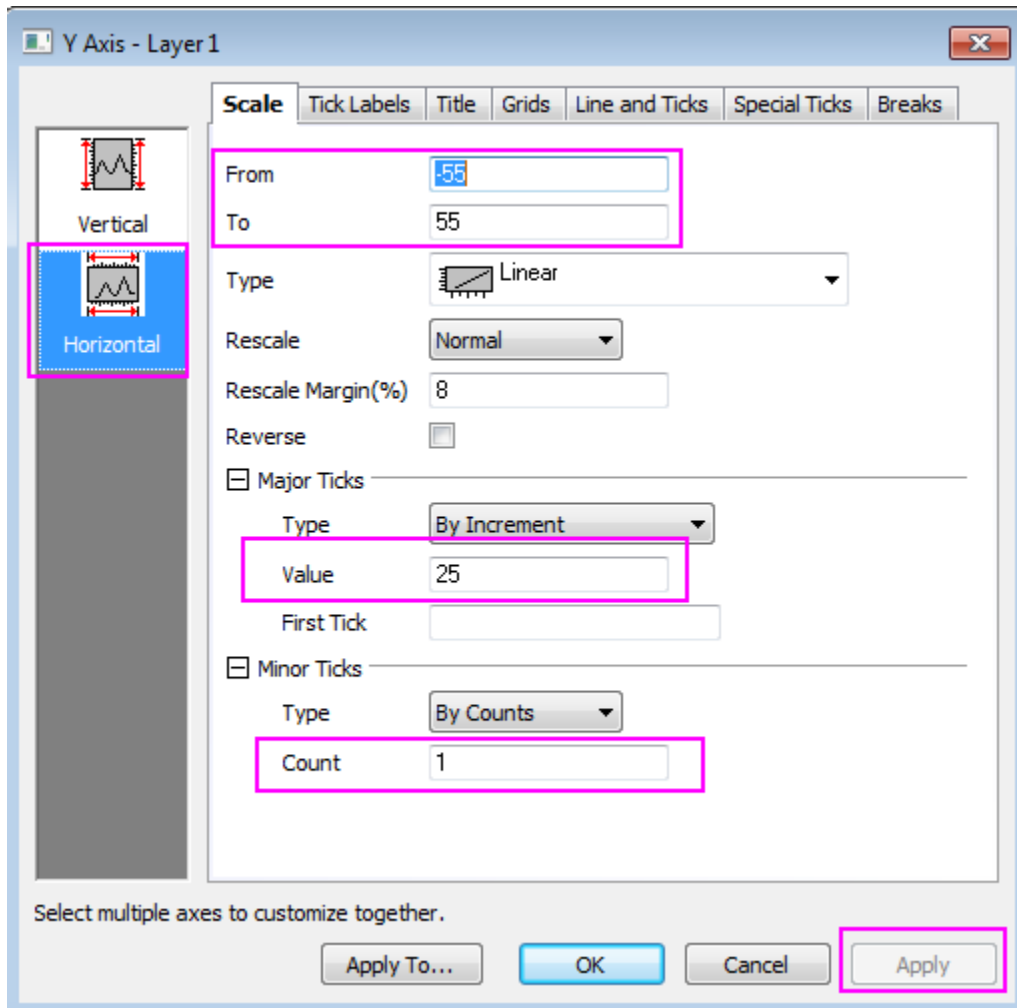 Y Axis - Layer 1
Scale Tick Labels Title Grids Line and Ticks Special Ticks Breaks
Vertical
Horizontal
From -55
To 55
Type Linear
Rescale Normal
Rescale Margin(%) 8
Reverse
Major Ticks
Type By Increment
Value 25
First Tick
Minor Ticks
Type By Counts
Count 1
Select multiple axes to customize together.
Apply To... OK Cancel Apply